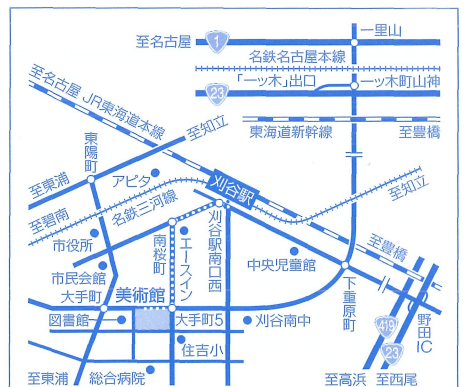 至名古屋
1
一里山
名鉄名古屋本線
「一ッ木」出口
一ッ木町山神
23
至名古屋
JR東海道本線
東海道新幹線
至豊橋
至知立
東陽町
至東浦
アピタ
刈谷駅
至知立
至碧南
名鉄三河線
刈谷駅南口西
市役所
南桜町
エースイン
中央児童館
至豊橋
市民会館
大手町
美術館
下重原町
図書館
大手町5
刈谷南中
419
野田IC
住吉小
23
至東浦
総合病院
至高浜
至西尾